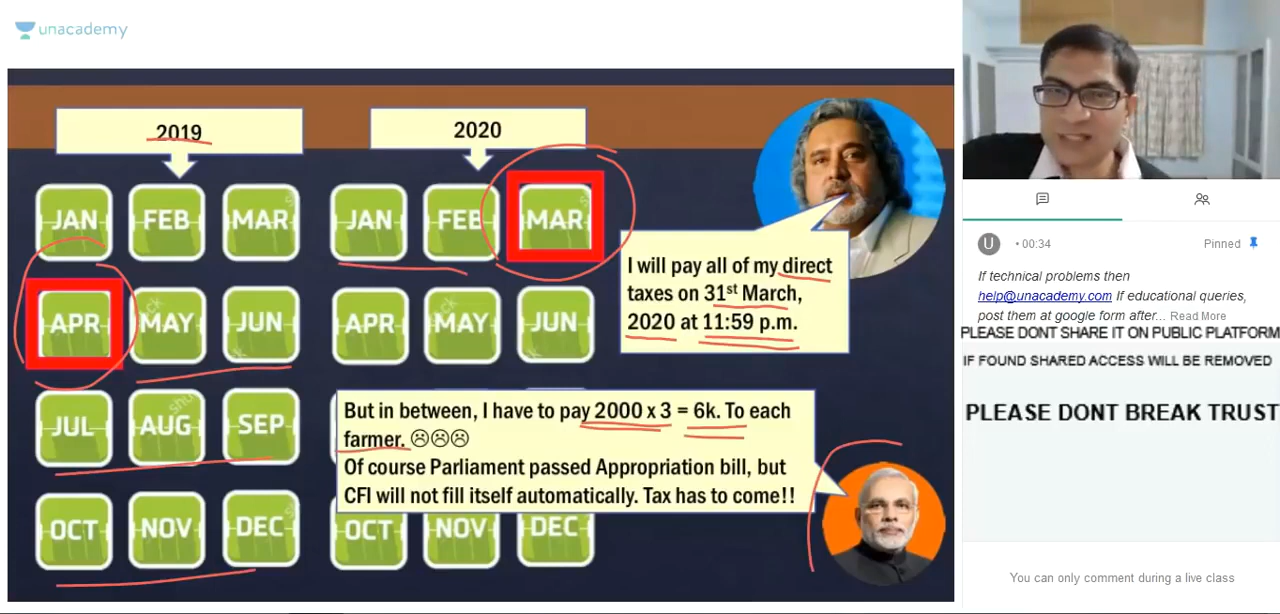 unacademy
2019
2020
JAN FEB MAR
JAN FEB MAR
APR MAY JUN
APR MAY JUN
JUL AUG SEP
OCT NOV DEC
OCT NOV DEC
I will pay all of my direct
taxes on 31st March,
2020 at 11:59 p.m.
But in between, I have to pay 2000 x 3 = 6k. To each
farmer. ☹☹☹
Of course Parliament passed Appropriation bill, but
CFI will not fill itself automatically. Tax has to come!!
U • 00:34 Pinned
If technical problems then
help@unacademy.com If educational queries,
post them at google form after... Read More
PLEASE DONT SHARE IT ON PUBLIC PLATFORM
IF FOUND SHARED ACCESS WILL BE REMOVED
PLEASE DONT BREAK TRUST
You can only comment during a live class